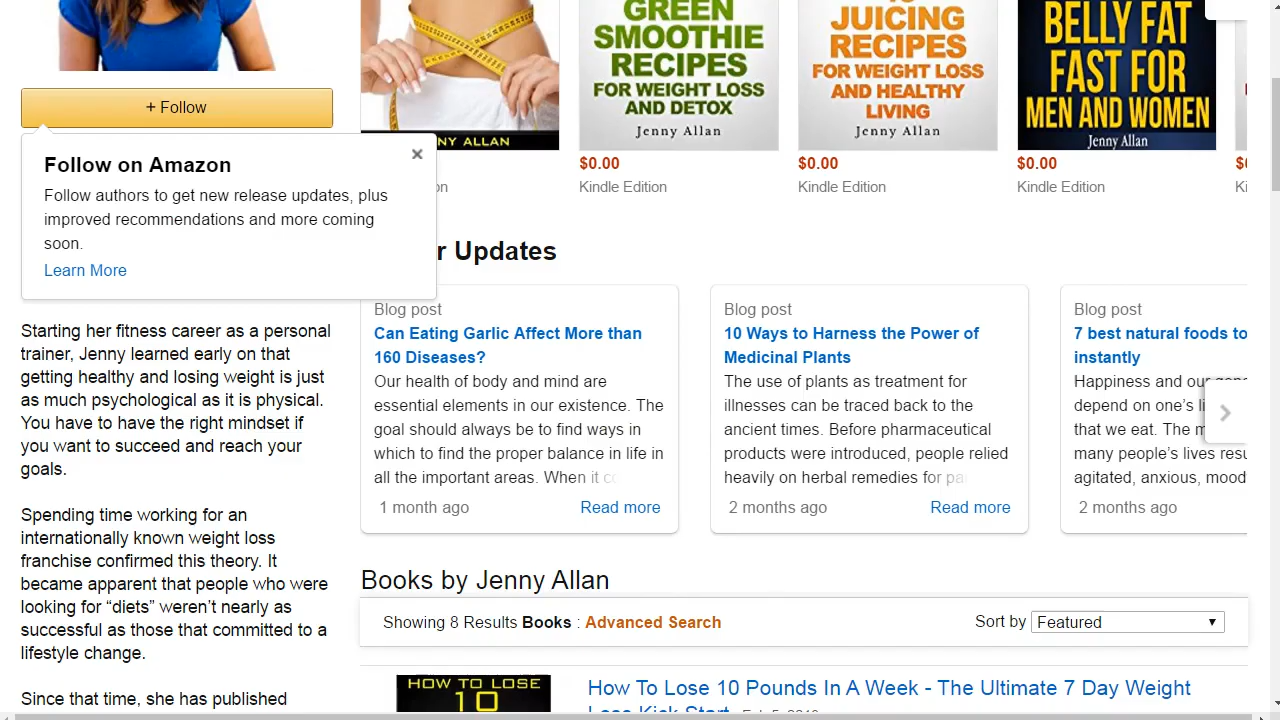 + Follow
Follow on Amazon
Follow authors to get new release updates, plus
improved recommendations and more coming
soon.
Learn More
Starting her fitness career as a personal
trainer, Jenny learned early on that
getting healthy and losing weight is just
as much psychological as it is physical.
You have to have the right mindset if
you want to succeed and reach your
goals.
Spending time working for an
internationally known weight loss
franchise confirmed this theory. It
became apparent that people who were
looking for “diets” weren’t nearly as
successful as those that committed to a
lifestyle change.
Since that time, she has published
NY ALLAN
GREEN
SMOOTHIE
RECIPES
FOR WEIGHT LOSS
AND DETOX
Jenny Allan
$0.00
Kindle Edition
JUICING
RECIPES
FOR WEIGHT LOSS
AND HEALTHY
LIVING
Jenny Allan
$0.00
Kindle Edition
BELLY FAT
FAST FOR
MEN AND WOMEN
Jenny Allan
$0.00
Kindle Edition
r Updates
Blog post
Can Eating Garlic Affect More than
160 Diseases?
Our health of body and mind are
essential elements in our existence. The
goal should always be to find ways in
which to find the proper balance in life in
all the important areas. When it
1 month ago
Read more
Blog post
10 Ways to Harness the Power of
Medicinal Plants
The use of plants as treatment for
illnesses can be traced back to the
ancient times. Before pharmaceutical
products were introduced, people relied
heavily on herbal remedies for
2 months ago
Read more
Blog post
7 best natural foods to
instantly
Happiness and our
depend on one’s
that we eat. The
many people’s lives
agitated, anxious, mood
2 months ago
Books by Jenny Allan
Showing 8 Results Books : Advanced Search
Sort by Featured
HOW TO LOSE
10
How To Lose 10 Pounds In A Week - The Ultimate 7 Day Weight